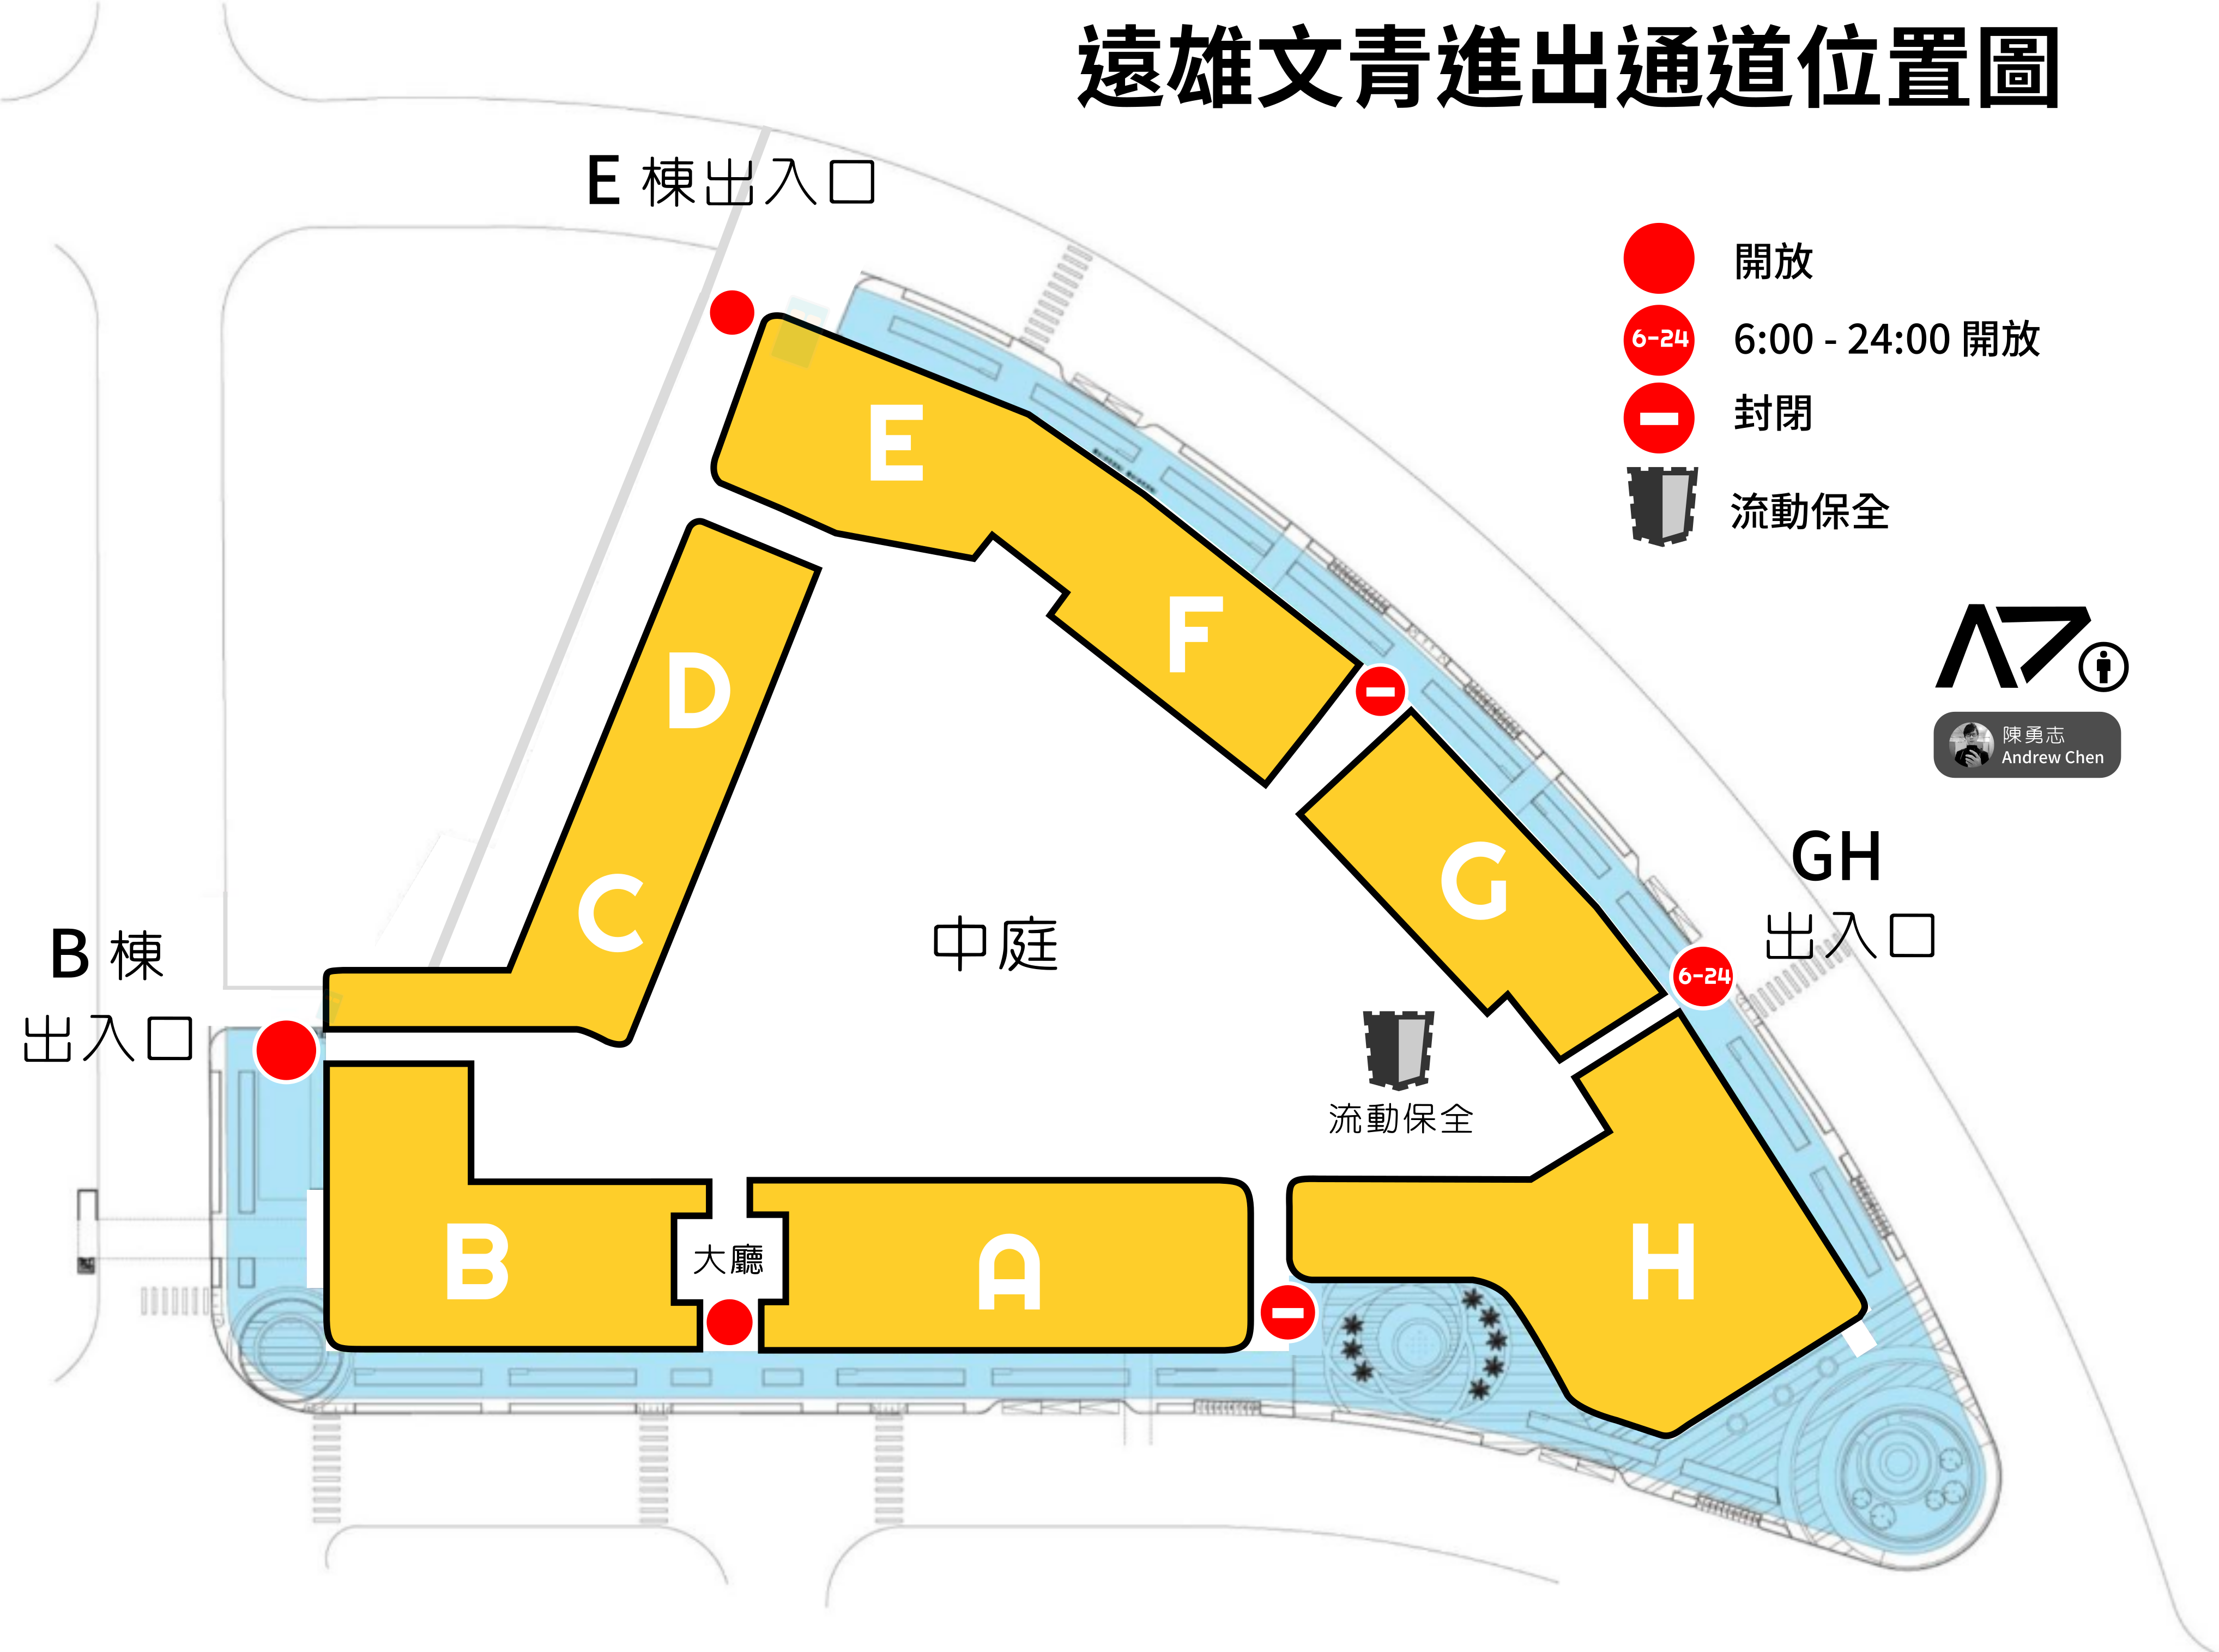 遠雄文青進出通道位置圖
E 棟出入口
開放
6-24
6:00 - 24:00 開放
封閉
流動保全
E
F
A7
陳勇志
Andrew Chen
D
G
GH
出入口
C
B 棟
出入口
中庭
6-24
流動保全
B
大廳
A
H